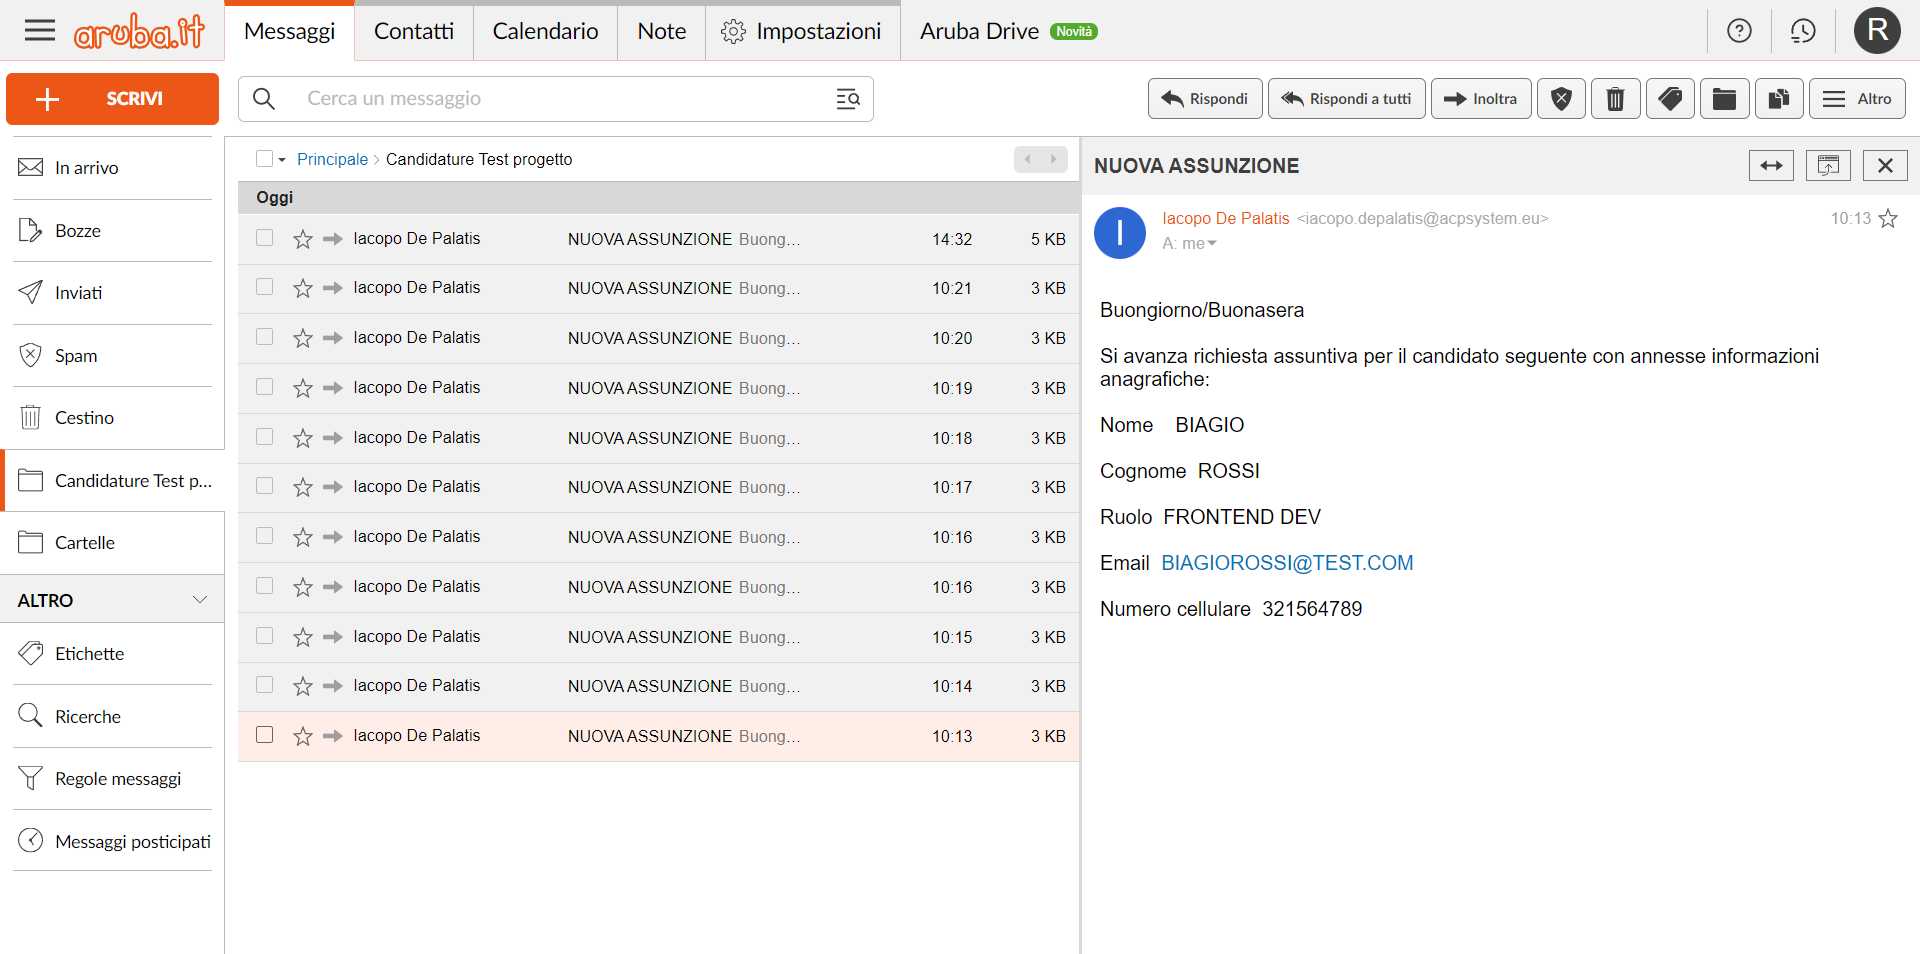 aruba.it
Messaggi
Contatti
Calendario
Note
Impostazioni
Aruba Drive Novità
R
SCRIVI
Cerca un messaggio
Rispondi
Rispondi a tutti
Inoltra
Altro
In arrivo
Bozze
Inviati
Spam
Cestino
Candidature Test p...
Cartelle
ALTRO
Etichette
Ricerche
Regole messaggi
Messaggi posticipati
Principale > Candidature Test progetto
Oggi
Iacopo De Palatis NUOVA ASSUNZIONE Buong... 14:32 5 KB
Iacopo De Palatis NUOVA ASSUNZIONE Buong... 10:21 3 KB
Iacopo De Palatis NUOVA ASSUNZIONE Buong... 10:20 3 KB
Iacopo De Palatis NUOVA ASSUNZIONE Buong... 10:19 3 KB
Iacopo De Palatis NUOVA ASSUNZIONE Buong... 10:18 3 KB
Iacopo De Palatis NUOVA ASSUNZIONE Buong... 10:17 3 KB
Iacopo De Palatis NUOVA ASSUNZIONE Buong... 10:16 3 KB
Iacopo De Palatis NUOVA ASSUNZIONE Buong... 10:16 3 KB
Iacopo De Palatis NUOVA ASSUNZIONE Buong... 10:15 3 KB
Iacopo De Palatis NUOVA ASSUNZIONE Buong... 10:14 3 KB
Iacopo De Palatis NUOVA ASSUNZIONE Buong... 10:13 3 KB
NUOVA ASSUNZIONE
I
Iacopo De Palatis <iacopo.depalatis@acpsystem.eu> 10:13
A: me
Buongiorno/Buonasera
Si avanza richiesta assuntiva per il candidato seguente con annesse informazioni
anagrafiche:
Nome BIAGIO
Cognome ROSSI
Ruolo FRONTEND DEV
Email BIAGIOROSSI@TEST.COM
Numero cellulare 321564789